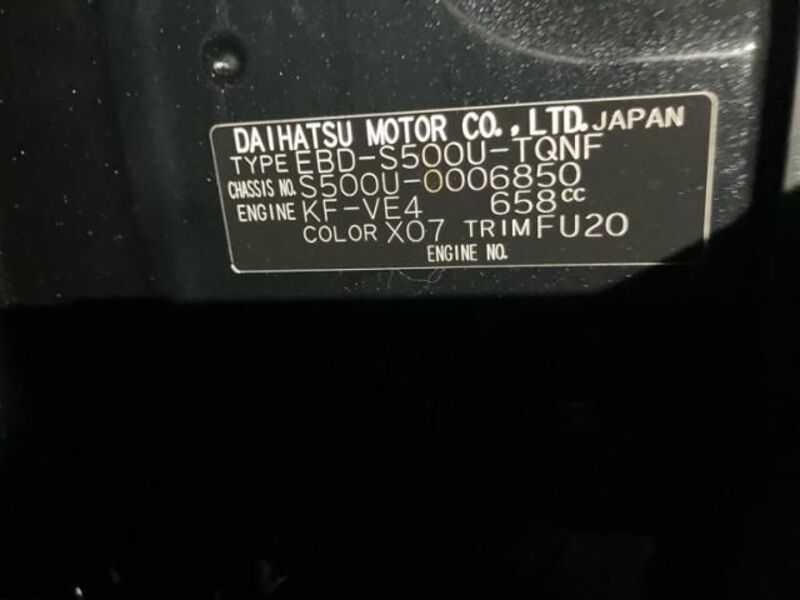 DAIHATSU MOTOR CO., LTD. JAPAN
TYPE EBD-S500U-TQNF
CHASSIS NO. S500U-0006850
ENGINE KF-VE4 658cc
COLOR X07 TRIM FU20
ENGINE NO.